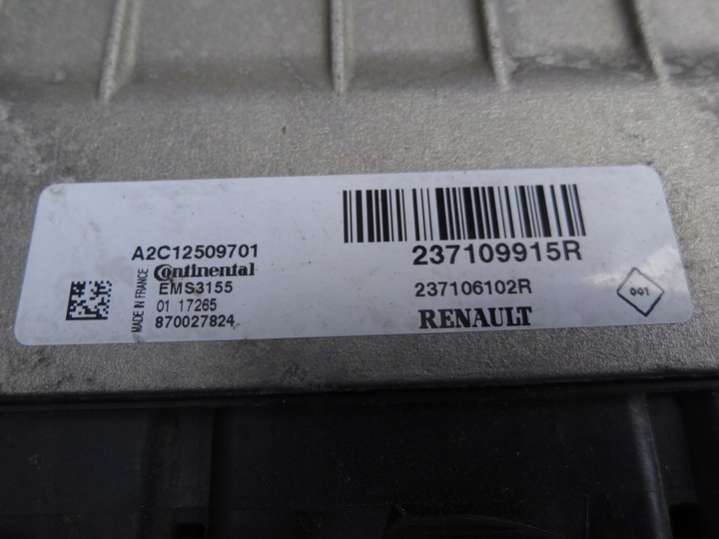 A2C12509701
Continental
EMS3155
01 17265
870027824
MADE IN FRANCE
237109915R
237106102R
RENAULT
001